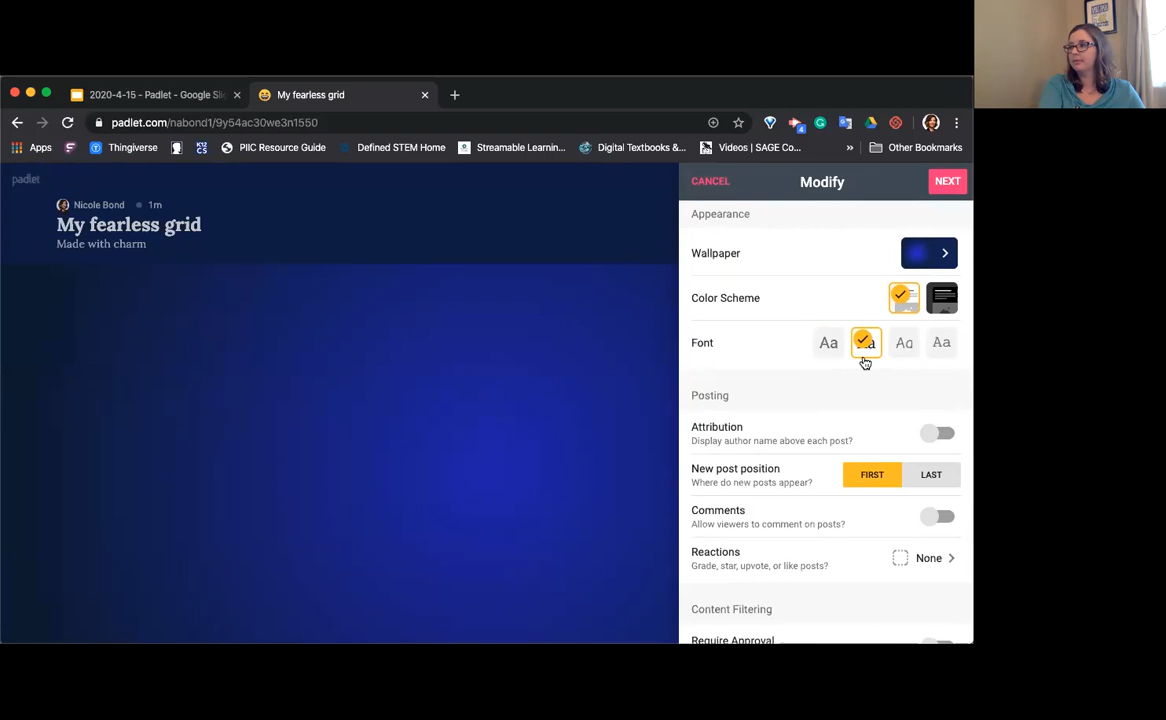 2020-4-15 - Padlet - Google Sli
My fearless grid
padlet.com/nabond1/9y54ac30we3n1550
4
Apps
Thingiverse
PIIC Resource Guide
Defined STEM Home
Streamable Learnin...
Digital Textbooks &...
Videos | SAGE Co...
»
Other Bookmarks
padlet
Nicole Bond 1m
My fearless grid
Made with charm
CANCEL
Modify
NEXT
Appearance
Wallpaper
Color Scheme
Font
Aa Aa Aa
Posting
Attribution
Display author name above each post?
New post position
Where do new posts appear?
FIRST LAST
Comments
Allow viewers to comment on posts?
Reactions
Grade, star, upvote, or like posts?
None
Content Filtering
Require Approval